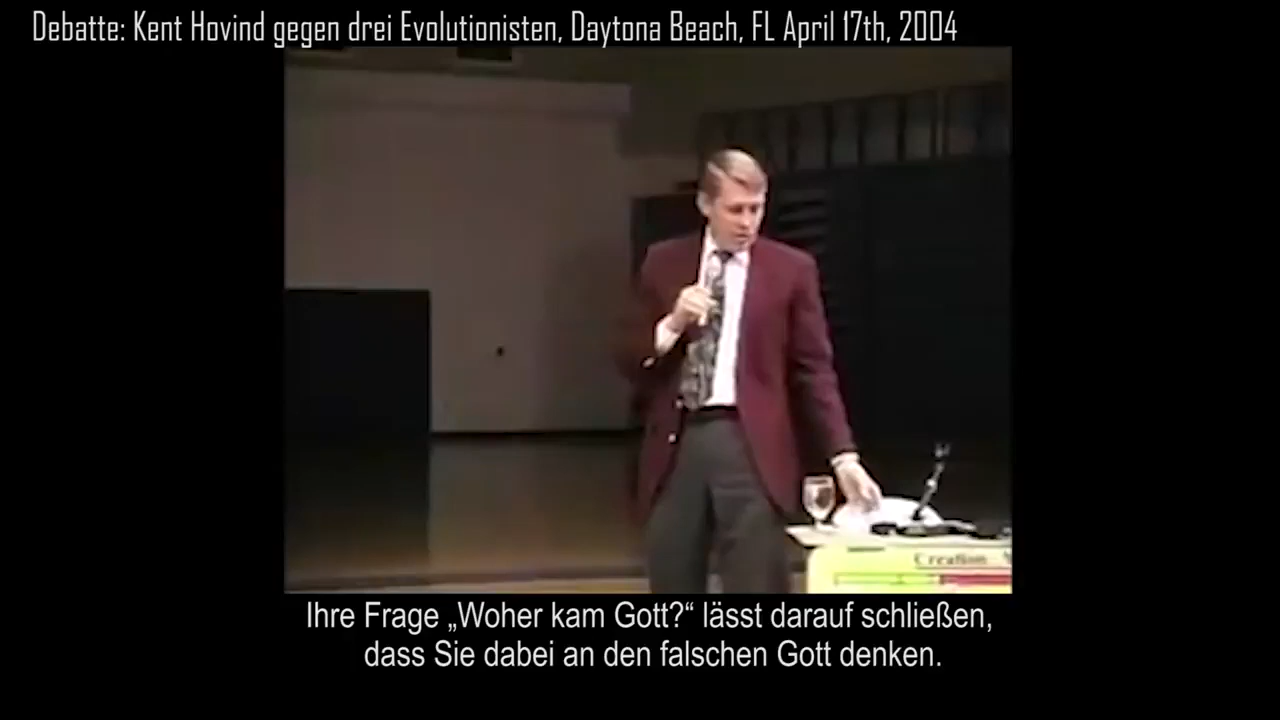 Debatte: Kent Hovind gegen drei Evolutionisten, Daytona Beach, FL April 17th, 2004
Creation
Ihre Frage „Woher kam Gott?“ lässt darauf schließen,
dass Sie dabei an den falschen Gott denken.